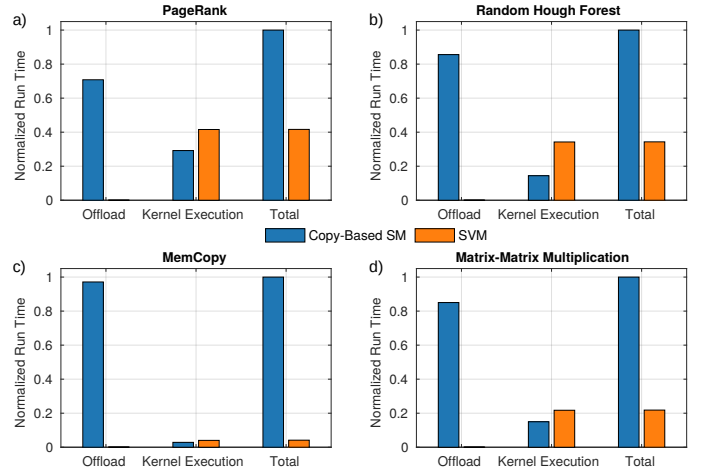 a)
PageRank
Normalized Run Time
1
0.8
0.6
0.4
0.2
0
Offload
Kernel Execution
Total
b)
Random Hough Forest
Normalized Run Time
1
0.8
0.6
0.4
0.2
0
Offload
Kernel Execution
Total
Copy-Based SM
SVM
c)
MemCopy
Normalized Run Time
1
0.8
0.6
0.4
0.2
0
Offload
Kernel Execution
Total
d)
Matrix-Matrix Multiplication
Normalized Run Time
1
0.8
0.6
0.4
0.2
0
Offload
Kernel Execution
Total